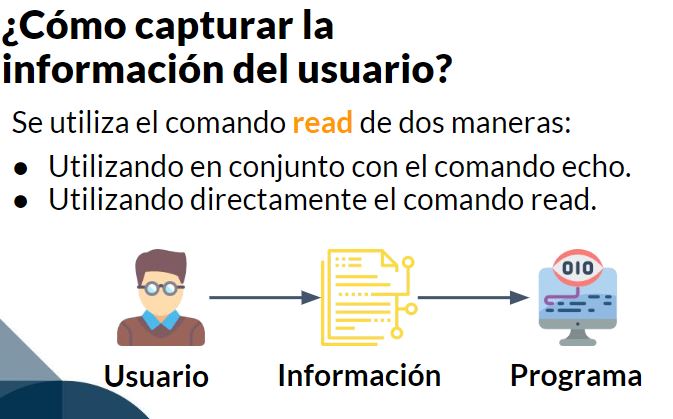 ¿Cómo capturar la
información del usuario?
Se utiliza el comando read de dos maneras:
● Utilizando en conjunto con el comando echo.
● Utilizando directamente el comando read.
010
Usuario
Información
Programa